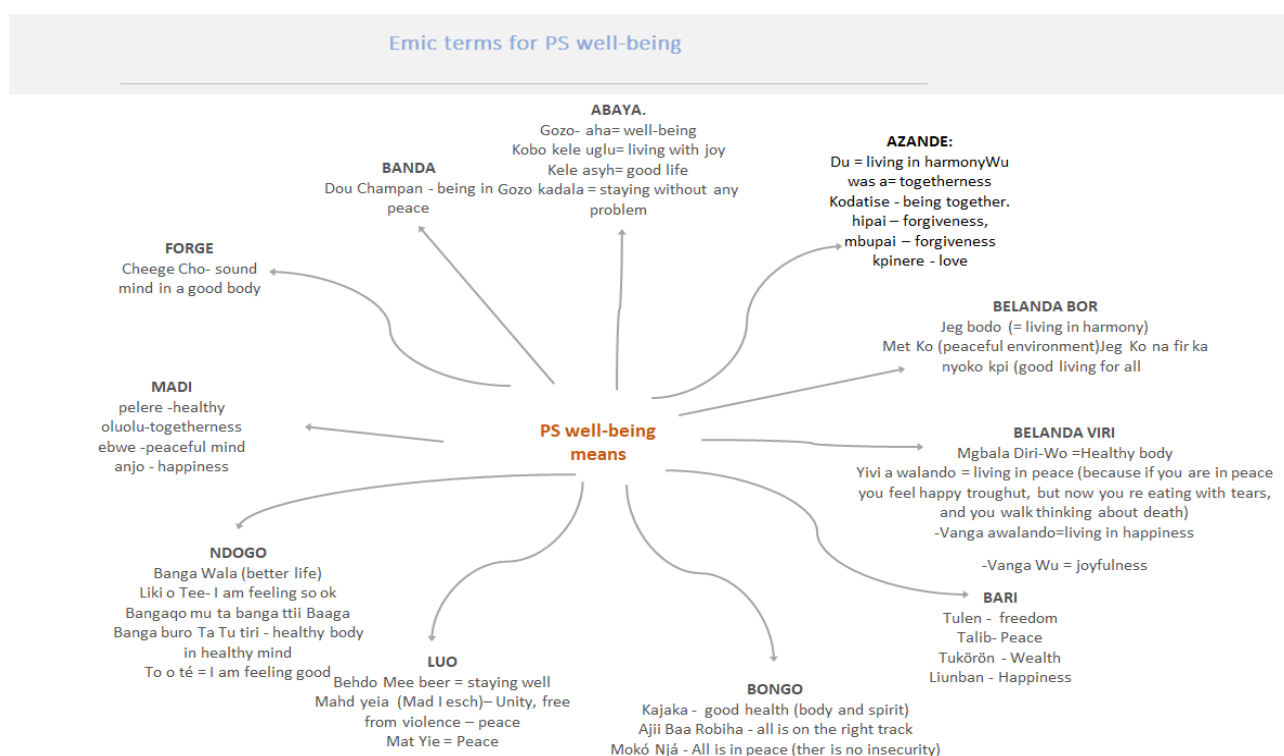 Emic terms for PS well-being
ABAYA.
Gozo- aha= well-being
Kobo kele uglu= living with joy
Kele asyh= good life
Gozo kadala = staying without any
problem
BANDA
Dou Champan - being in
peace
AZANDE:
Du = living in harmonyWu
was a= togetherness
Kodatise - being together.
hipai – forgiveness,
mbupai – forgiveness
kpinere - love
FORGE
Cheege Cho- sound
mind in a good body
BELANDA BOR
Jeg bodo (= living in harmony)
Met Ko (peaceful environment)Jeg Ko na fir ka
nyoko kpi (good living for all
MADI
pelere -healthy
oluolu-togetherness
ebwe -peaceful mind
anjo - happiness
PS well-being
means
BELANDA VIRI
Mgbala Diri-Wo =Healthy body
Yivi a walando = living in peace (because if you are in peace
you feel happy troughut, but now you re eating with tears,
and you walk thinking about death)
-Vanga awalando=living in happiness
-Vanga Wu = joyfulness
NDOGO
Banga Wala (better life)
Liki o Tee- I am feeling so ok
Bangaqo mu ta banga ttii Baaga
Banga buro Ta Tu tiri - healthy body
in healthy mind
To o té = I am feeling good
LUO
Behdo Mee beer = staying well
Mahd yeia (Mad I esch)– Unity, free
from violence – peace
Mat Yie = Peace
BONGO
Kajaka - good health (body and spirit)
Ajii Baa Robiha - all is on the right track
Mokó Njá - All is in peace (ther is no insecurity)
BARI
Tulen - freedom
Talib- Peace
Tukörön - Wealth
Liunban - Happiness